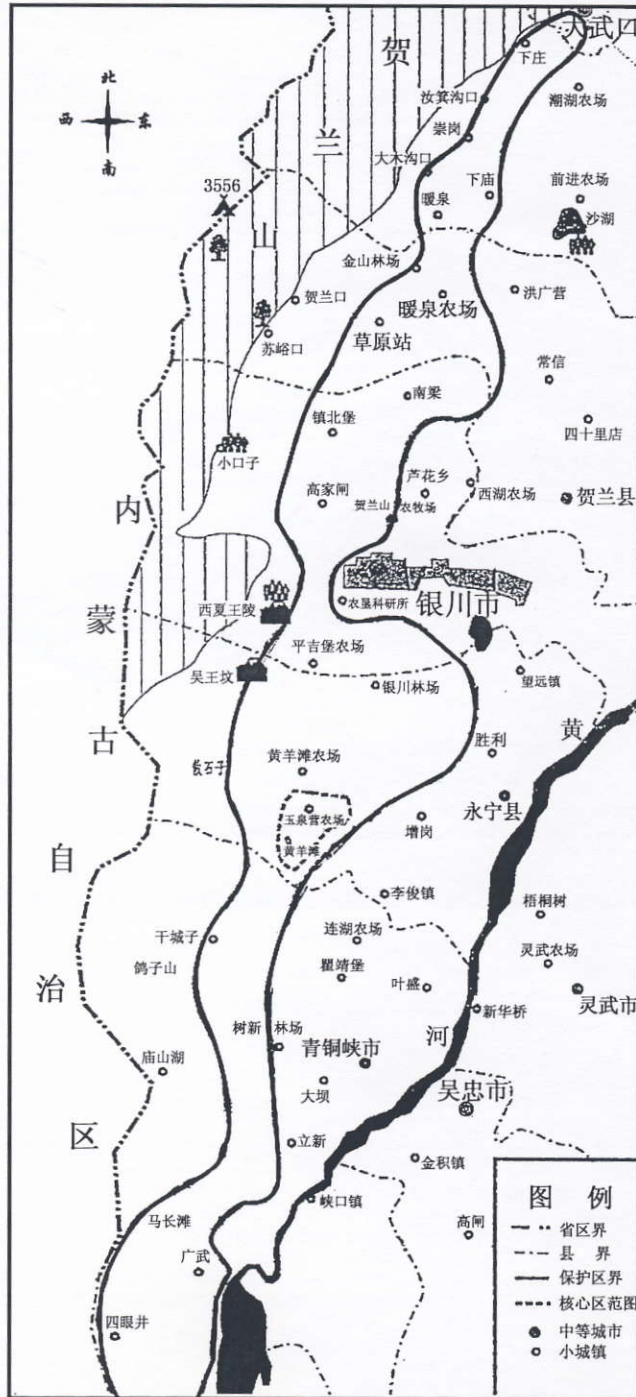 大武口
贺
下庄
北
西 东
南
汝箕沟口
潮湖农场
崇岗
兰
大木沟口
3556
下庙
前进农场
暖泉
沙湖
山
金山林场
贺兰口
暖泉农场
洪广营
苏峪口
草原站
常信
南梁
镇北堡
四十里店
小口子
芦花乡
高家闸
西湖农场
内
贺兰山农牧场
贺兰县
西夏王陵
农垦科研所
银川市
蒙
平吉堡农场
吴王坟
银川林场
望远镇
古
黄
胜利
黄羊滩农场
玉泉营农场
永宁县
增岗
黄羊滩
自
李俊镇
梧桐树
干城子
连湖农场
鸽子山
瞿靖堡
灵武农场
治
叶盛
灵武市
新华桥
树新林场
河
青铜峡市
庙山湖
大坝
吴忠市
区
立新
金积镇
峡口镇
马长滩
高闸
广武
四眼井
图 例
省区界
县 界
保护区界
核心区范图
中等城市
小城镇